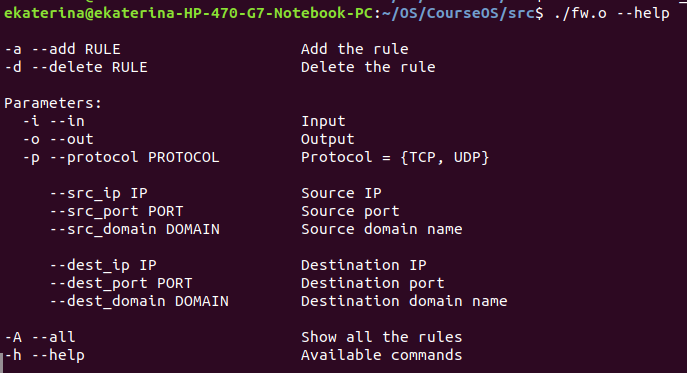 ekaterina@ekaterina-HP-470-G7-Notebook-PC:~/OS/CourseOS/src$ ./fw.o --help
-a --add RULE Add the rule
-d --delete RULE Delete the rule
Parameters:
-i --in Input
-o --out Output
-p --protocol PROTOCOL Protocol = {TCP, UDP}
--src_ip IP Source IP
--src_port PORT Source port
--src_domain DOMAIN Source domain name
--dest_ip IP Destination IP
--dest_port PORT Destination port
--dest_domain DOMAIN Destination domain name
-A --all Show all the rules
-h --help Available commands